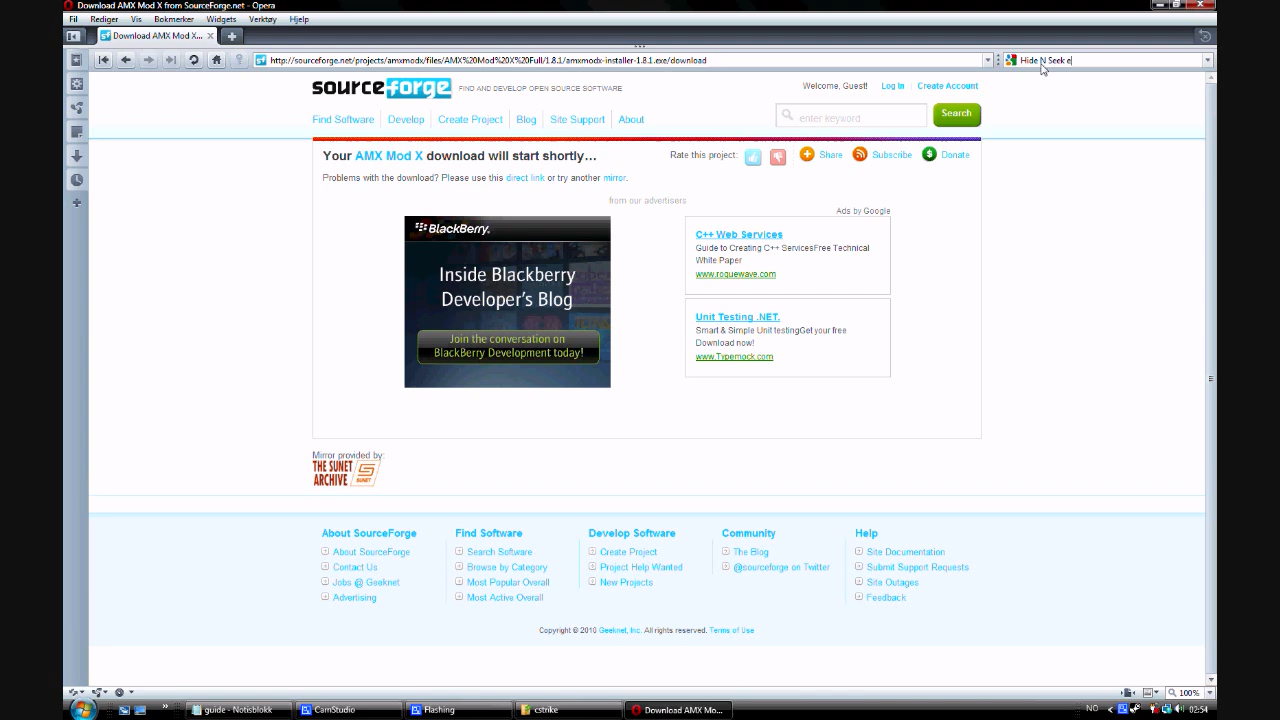 Download AMX Mod X from SourceForge.net - Opera
Fil Rediger Vis Bokmerker Widgets Verktøy Hjelp
Download AMX Mod X...
http://sourceforge.net/projects/amxmodx/files/AMX%20Mod%20X%20Full/1.8.1/amxmodx-installer-1.8.1.exe/download
Hide N Seek e
sourceforge FIND AND DEVELOP OPEN SOURCE SOFTWARE
Welcome, Guest! Log In Create Account
Find Software Develop Create Project Blog Site Support About
enter keyword Search
Your AMX Mod X download will start shortly...
Rate this project: Share Subscribe Donate
Problems with the download? Please use this direct link or try another mirror.
from our advertisers
BlackBerry.
Inside Blackberry
Developer's Blog
Join the conversation on
BlackBerry Development today!
Ads by Google
C++ Web Services
Guide to Creating C++ ServicesFree Technical
White Paper
www.roguewave.com
Unit Testing .NET.
Smart & Simple Unit testingGet your free
Download now!
www.Typemock.com
Mirror provided by:
THE SUNET
ARCHIVE
SUNET
About SourceForge
About SourceForge
Contact Us
Jobs @ Geeknet
Advertising
Find Software
Search Software
Browse by Category
Most Popular Overall
Most Active Overall
Develop Software
Create Project
Project Help Wanted
New Projects
Community
The Blog
@sourceforge on Twitter
Help
Site Documentation
Submit Support Requests
Site Outages
Feedback
Copyright © 2010 Geeknet, Inc. All rights reserved. Terms of Use
100%
guide - Notisblokk CamStudio Flashing cstrike Download AMX Mo...
NO 02:54